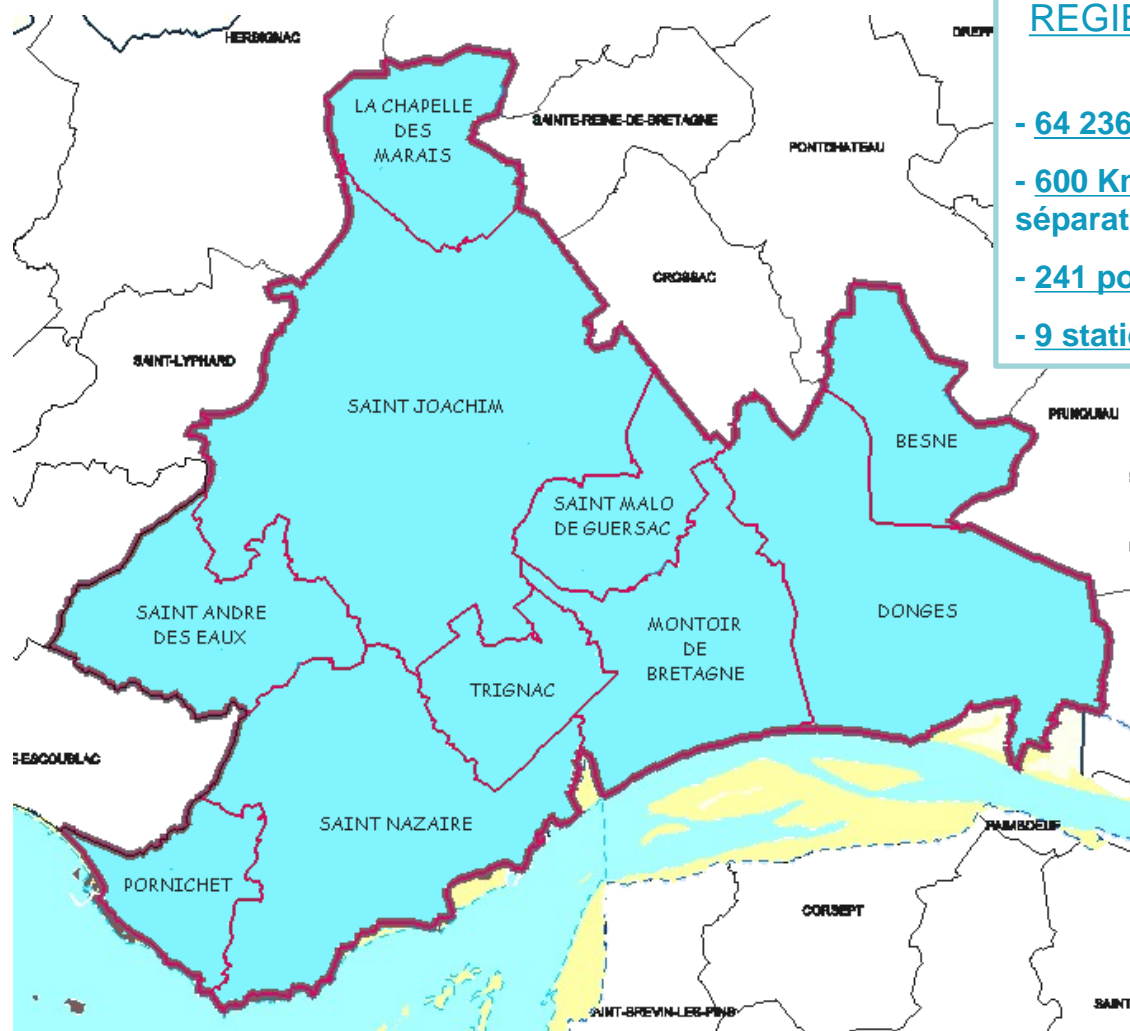 REGIE
- 64 236
- 600 Km
séparat
- 241 po
- 9 stati
HERBIGNAC
DREFF
LA CHAPELLE
DES
MARAIS
SAINTE-REINE-DE-BRETAGNE
PONTCHATEAU
CROSSAC
SAINT-LYPHARD
SAINT JOACHIM
PRINQUIAU
BESNE
SAINT MALO
DE GUERSAC
SAINT ANDRE
DES EAUX
DONGES
MONTOIR
DE
BRETAGNE
TRIGNAC
E-ESCOUBLAC
SAINT NAZAIRE
PAIMBOEUF
PORNICHET
CORSEPT
AINT-BREVIN-LES-PINS
SAINT